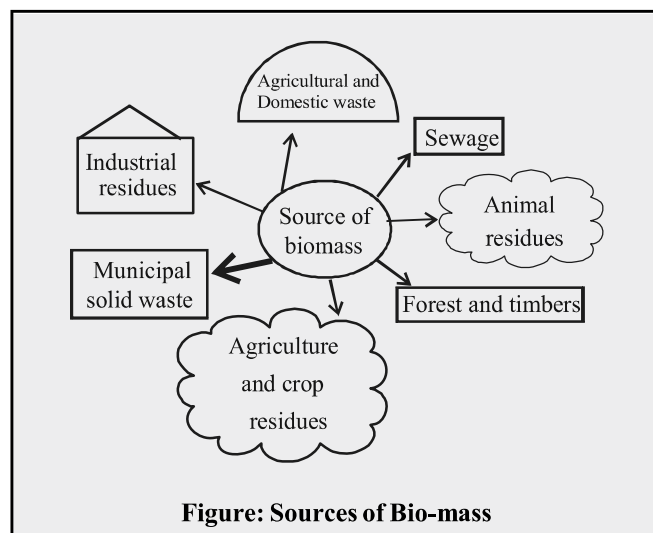 Agricultural and
Domestic waste
Sewage
Industrial
residues
Source of
biomass
Animal
residues
Municipal
solid waste
Forest and timbers
Agriculture
and crop
residues
Figure: Sources of Bio-mass